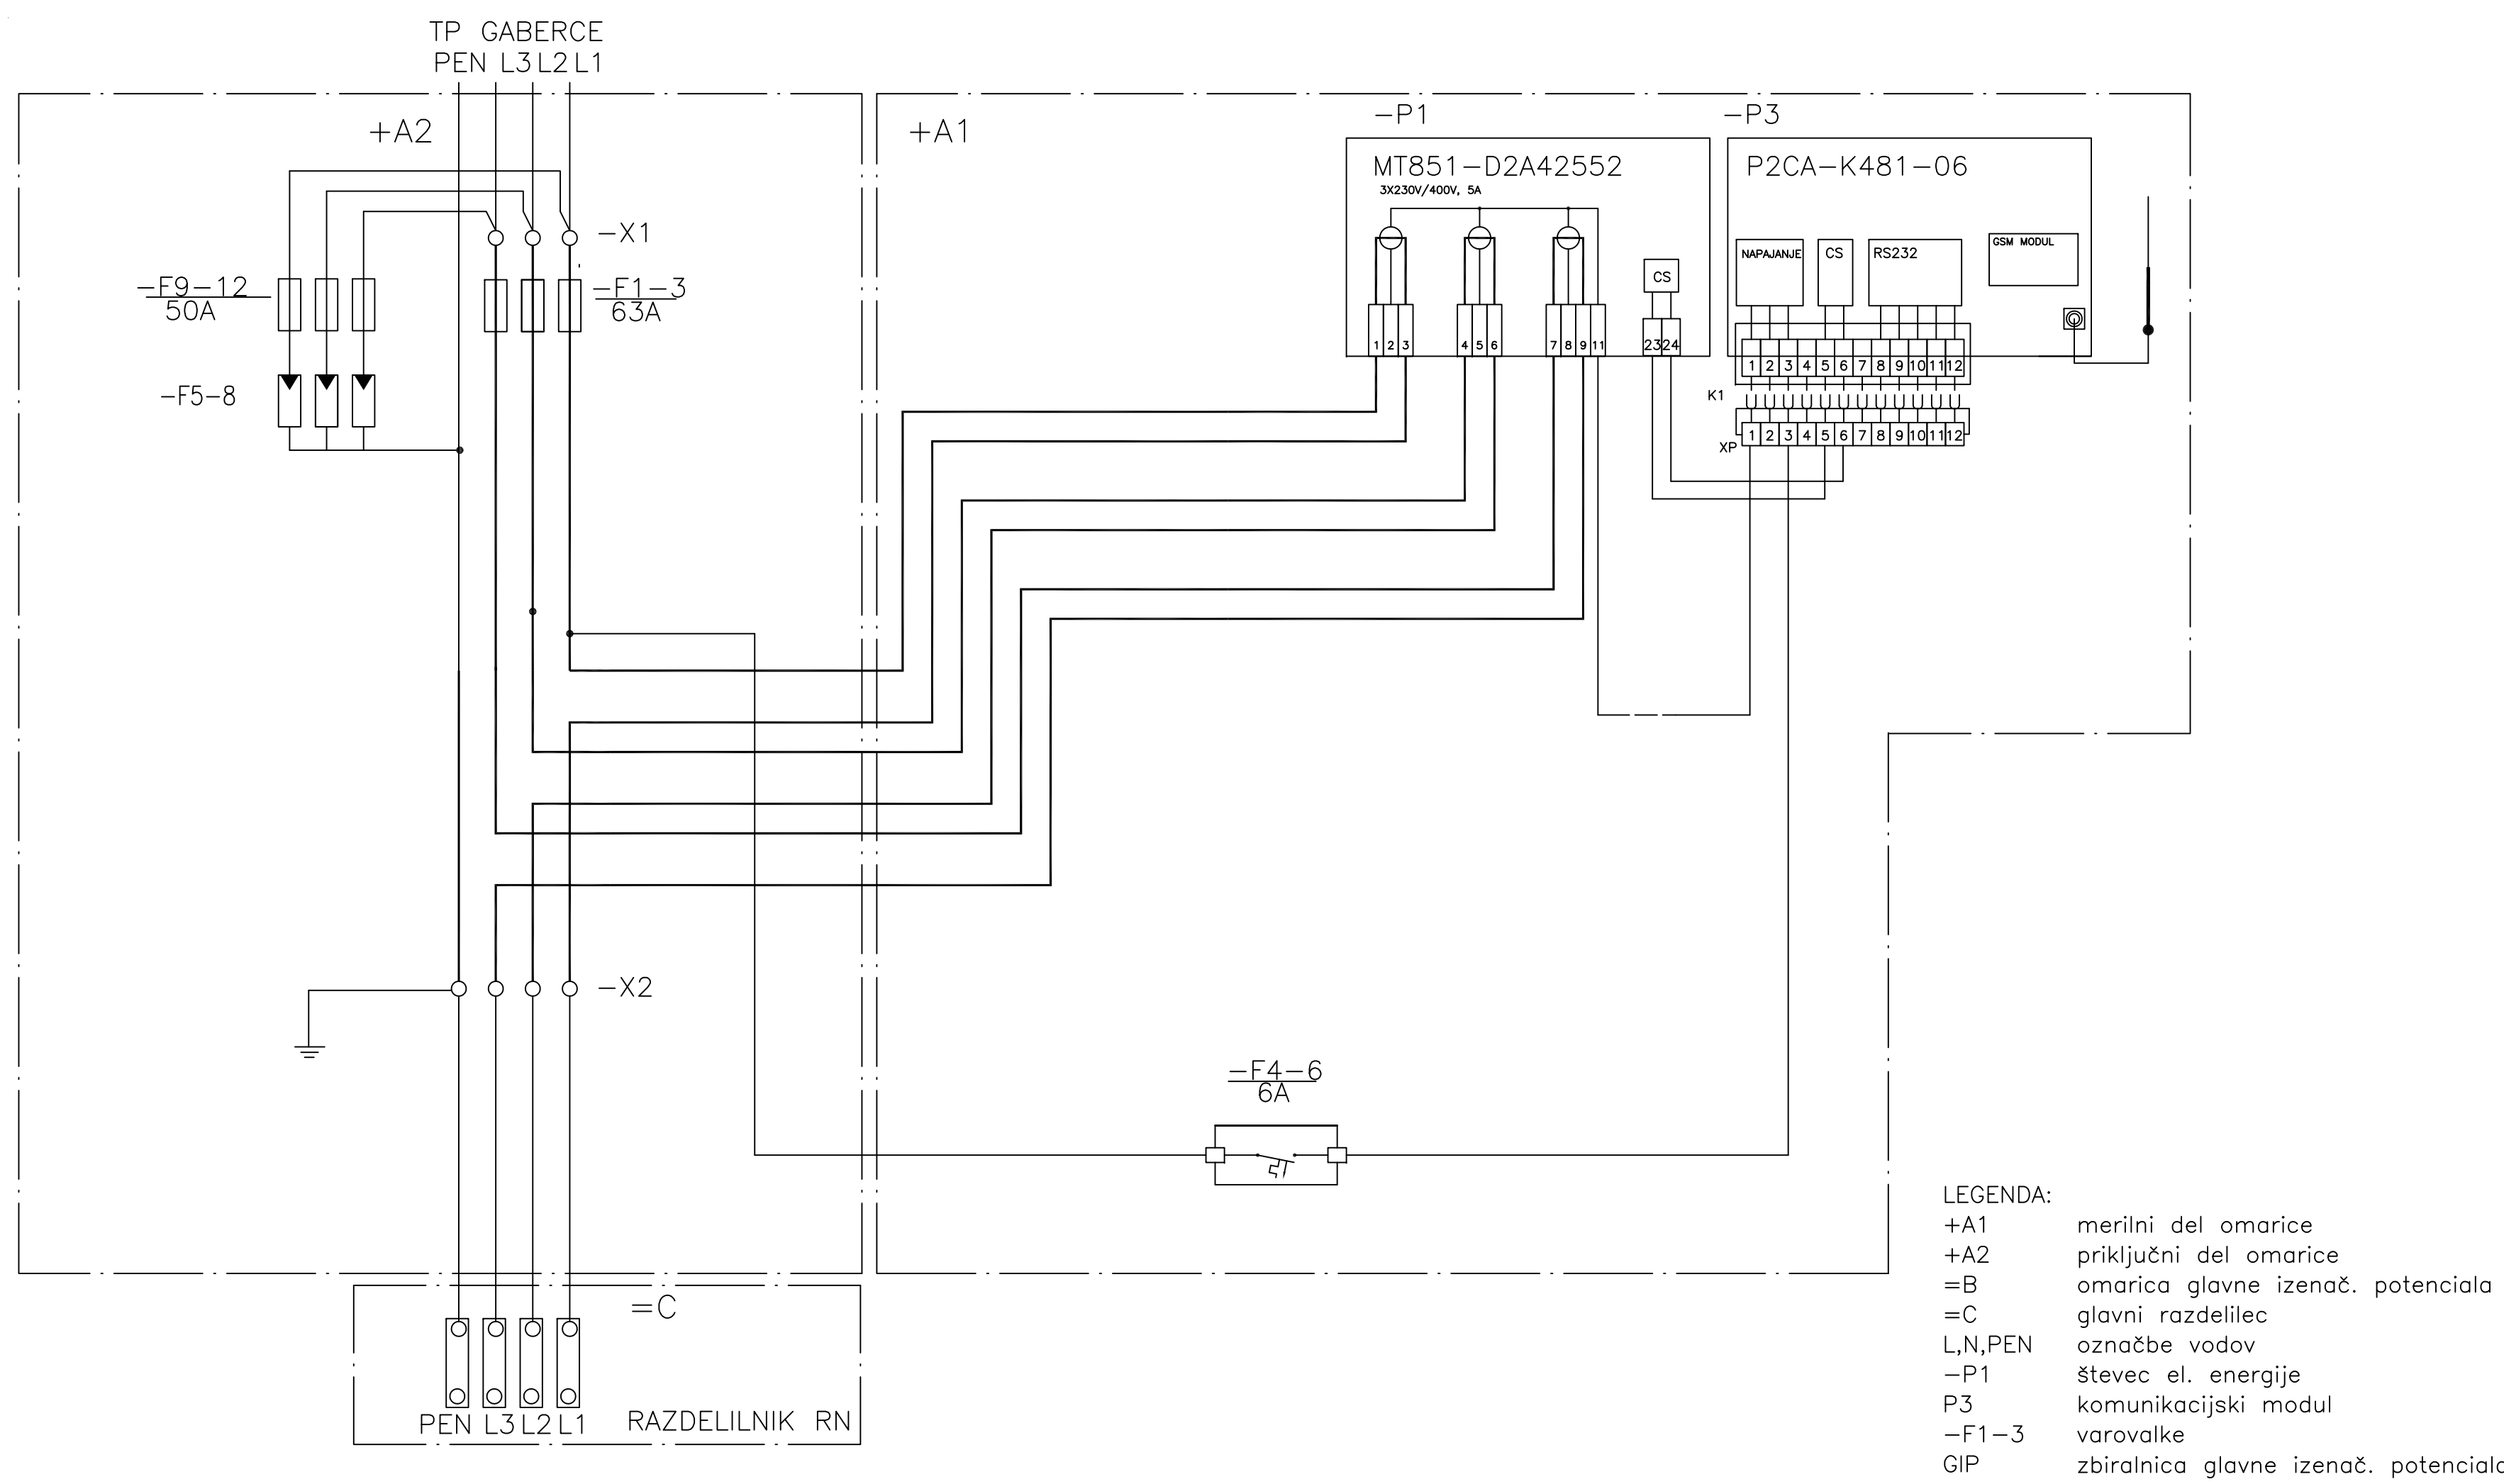 TP GABERCE
PEN L3 L2 L1
+A2
+A1
-P1
-P3
MT851-D2A42552
3X230V/400V, 5A
P2CA-K481-06
-X1
-F9-12
50A
-F1-3
63A
-F5-8
NAPAJANJE
CS
RS232
GSM MODUL
CS
1 2 3
4 5 6
7 8 9 11
23 24
1 2 3 4 5 6 7 8 9 10 11 12
K1
XP
1 2 3 4 5 6 7 8 9 10 11 12
-X2
-F4-6
6A
=C
PEN L3 L2 L1
RAZDELILNIK RN
LEGENDA:
+A1 merilni del omarice
+A2 priključni del omarice
=B omarica glavne izenač. potenciala
=C glavni razdelilec
L,N,PEN označbe vodov
-P1 števec el. energije
P3 komunikacijski modul
-F1-3 varovalke
GIP zbiralnica glavne izenač. potenciala